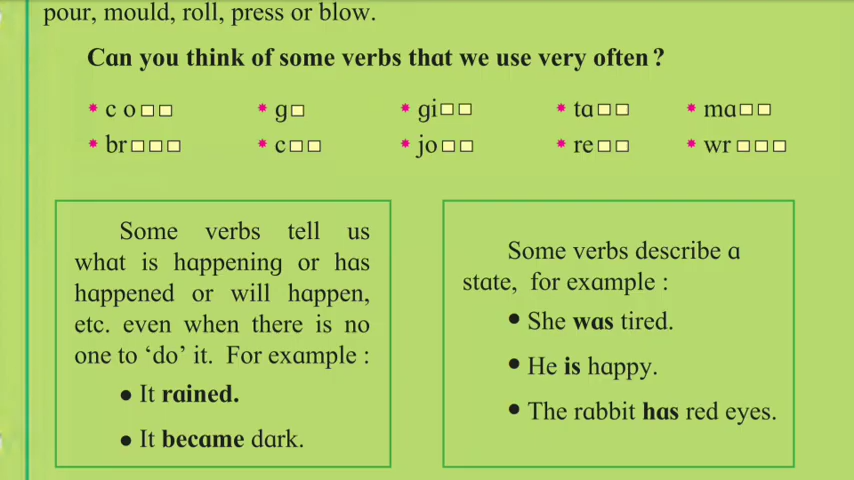 pour, mould, roll, press or blow.
Can you think of some verbs that we use very often ?
* c o□□ * g□ * gi□□ * ta□□ * ma□□
* br□□□ * c□□ * jo□□ * re□□ * wr□□□
Some verbs tell us
what is happening or has
happened or will happen,
etc. even when there is no
one to ‘do’ it. For example :
● It rained.
● It became dark.
Some verbs describe a
state, for example :
● She was tired.
● He is happy.
● The rabbit has red eyes.